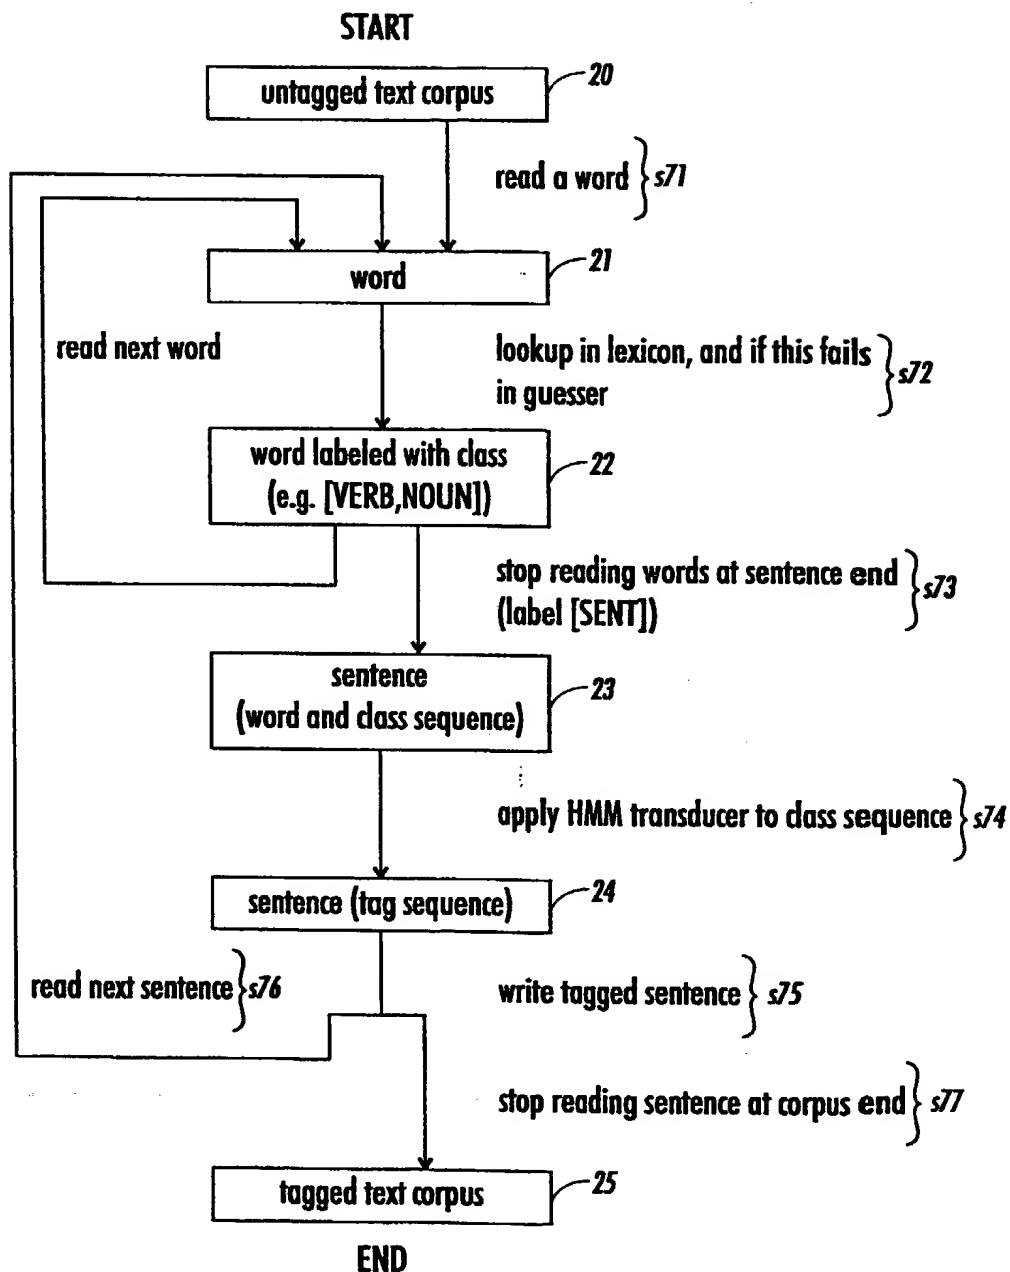 START
untagged text corpus
20
read a word
s71
word
21
read next word
lookup in lexicon, and if this fails
in guesser
s72
word labeled with class
(e.g. [VERB,NOUN])
22
stop reading words at sentence end
(label [SENT])
s73
sentence
(word and class sequence)
23
apply HMM transducer to class sequence
s74
sentence (tag sequence)
24
read next sentence
s76
write tagged sentence
s75
stop reading sentence at corpus end
s77
tagged text corpus
25
END